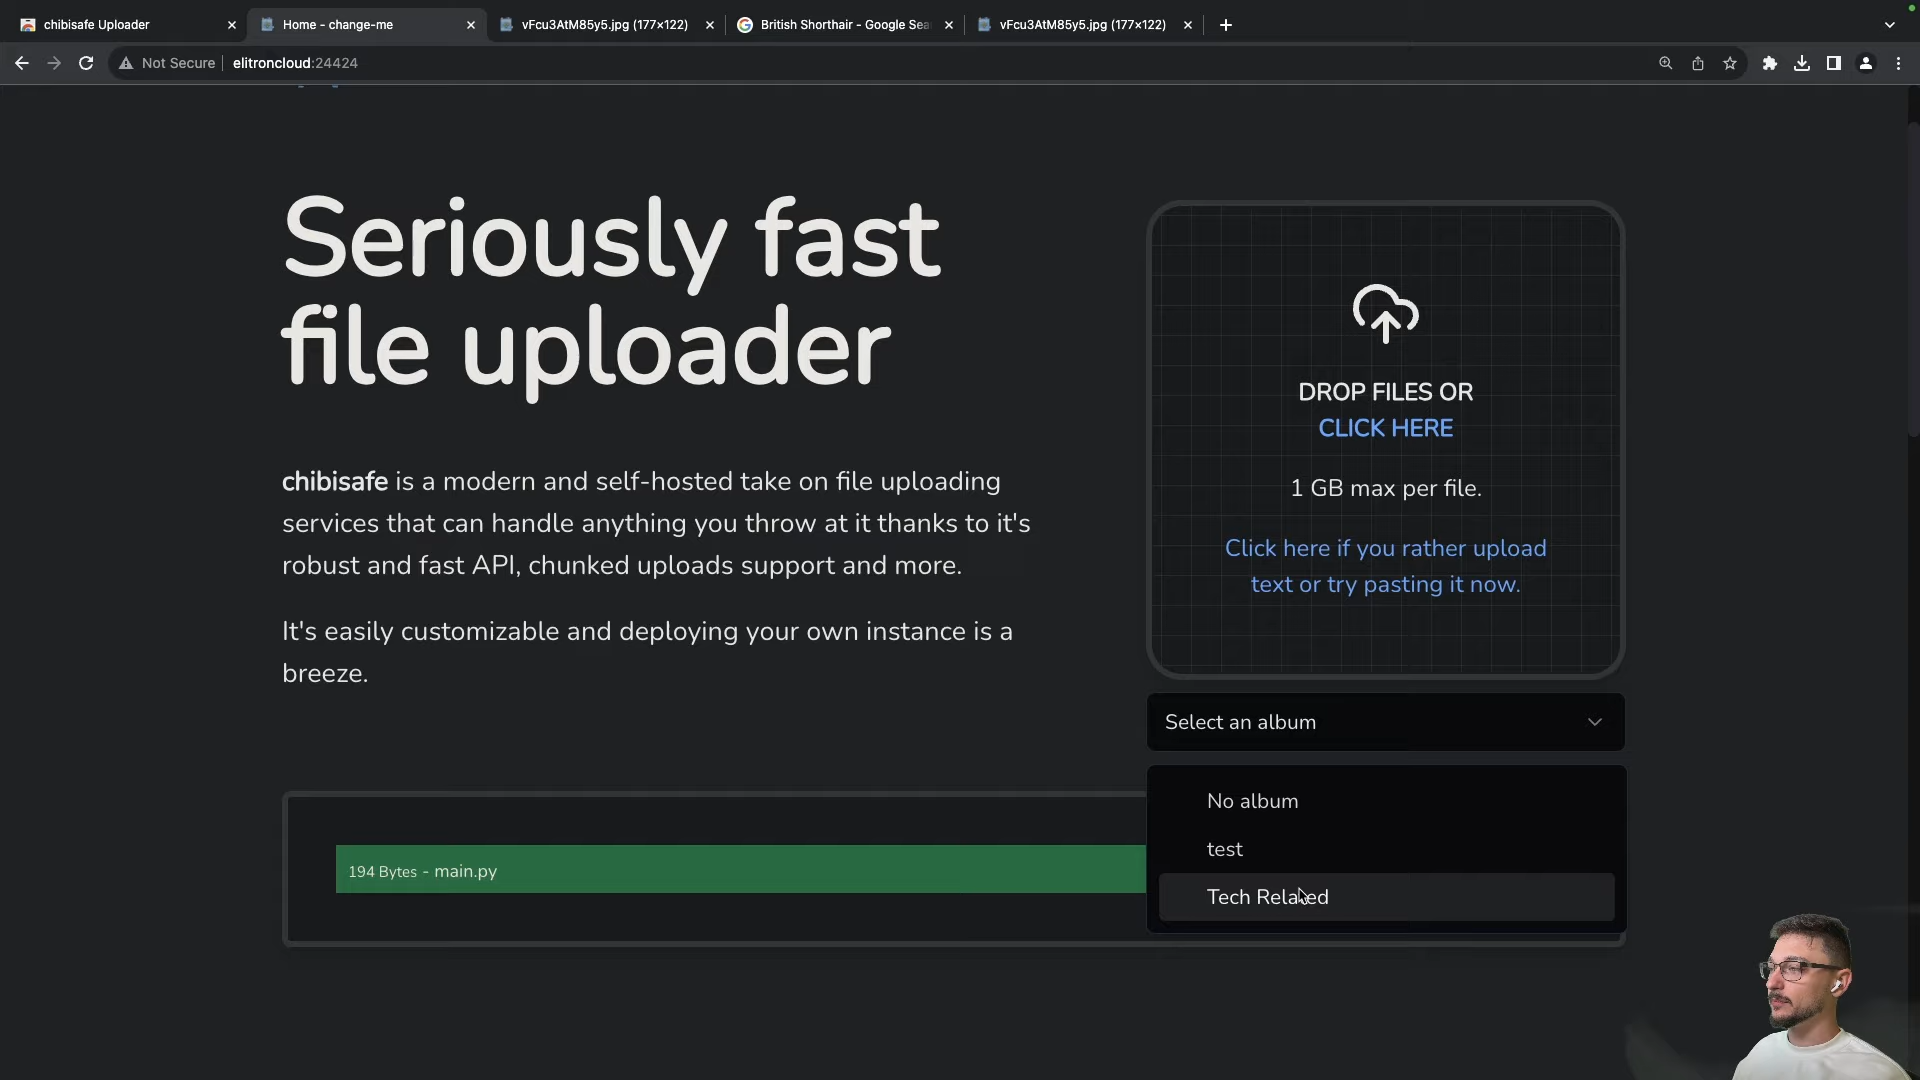 chibisafe Uploader
Home - change-me
vFcu3AtM85y5.jpg (177×122)
British Shorthair - Google Sea
vFcu3AtM85y5.jpg (177×122)
Not Secure
elitroncloud:24424
Seriously fast
file uploader
chibisafe is a modern and self-hosted take on file uploading
services that can handle anything you throw at it thanks to it's
robust and fast API, chunked uploads support and more.
It's easily customizable and deploying your own instance is a
breeze.
DROP FILES OR
CLICK HERE
1 GB max per file.
Click here if you rather upload
text or try pasting it now.
Select an album
No album
test
Tech Related
194 Bytes - main.py